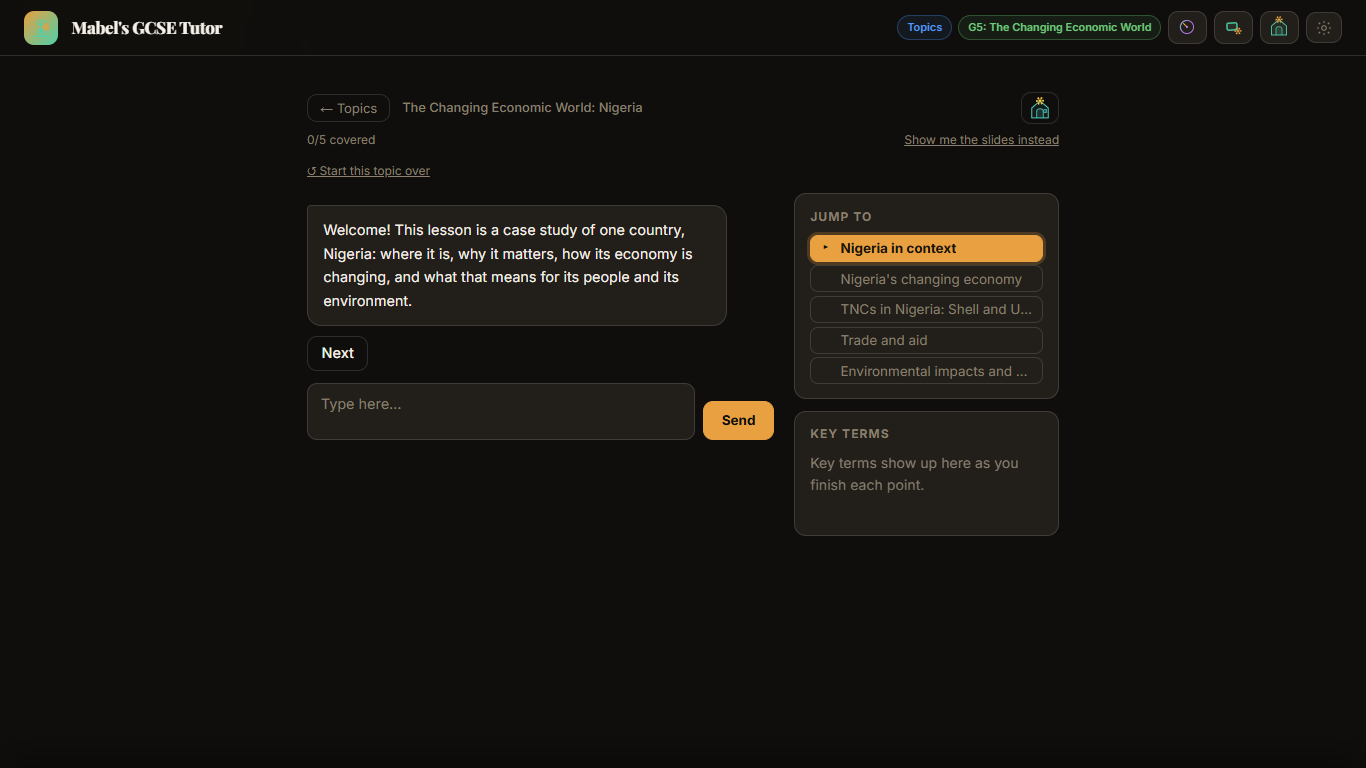 Mabel's GCSE Tutor
Topics
G5: The Changing Economic World
← Topics
The Changing Economic World: Nigeria
0/5 covered
Show me the slides instead
↺ Start this topic over
Welcome! This lesson is a case study of one country,
Nigeria: where it is, why it matters, how its economy is
changing, and what that means for its people and its
environment.
Next
Type here...
Send
JUMP TO
‣ Nigeria in context
Nigeria's changing economy
TNCs in Nigeria: Shell and U...
Trade and aid
Environmental impacts and ...
KEY TERMS
Key terms show up here as you
finish each point.